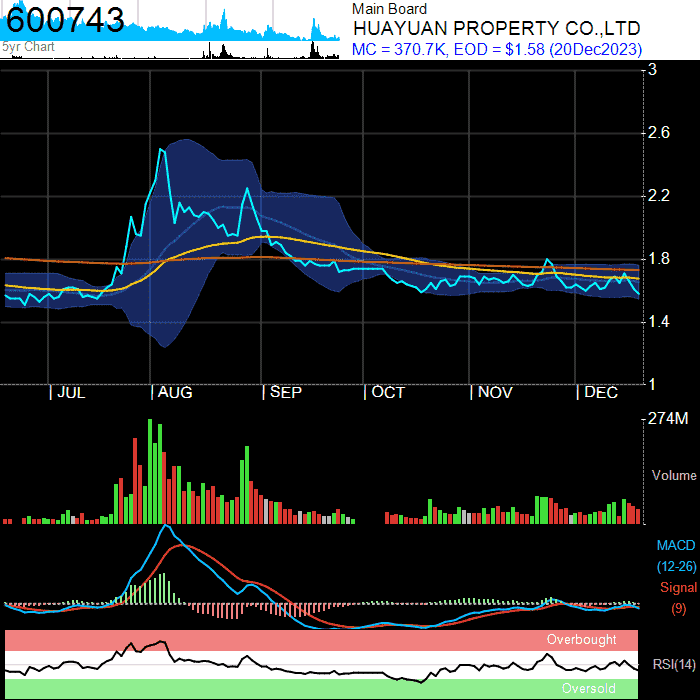 600743
5yr Chart
Main Board
HUAYUAN PROPERTY CO.,LTD
MC = 370.7K, EOD = $1.58 (20Dec2023)
3
2.6
2.2
1.8
1.4
1
JUL
AUG
SEP
OCT
NOV
DEC
274M
Volume
MACD
(12-26)
Signal
(9)
Overbought
RSI(14)
Oversold